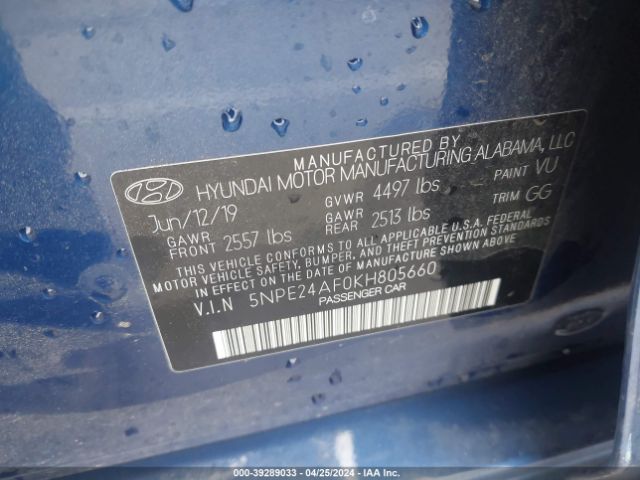 MANUFACTURED BY
HYUNDAI MOTOR MANUFACTURING ALABAMA, LLC
Jun/12/19 GVWR 4497 lbs PAINT VU
GAWR FRONT 2557 lbs GAWR REAR 2513 lbs TRIM GG
THIS VEHICLE CONFORMS TO ALL APPLICABLE U.S.A. FEDERAL
MOTOR VEHICLE SAFETY, BUMPER, AND THEFT PREVENTION STANDARDS
IN EFFECT ON THE DATE OF MANUFACTURE SHOWN ABOVE.
V.I.N 5NPE24AF0KH805660
PASSENGER CAR
000-39289033 - 04/25/2024 - IAA Inc.